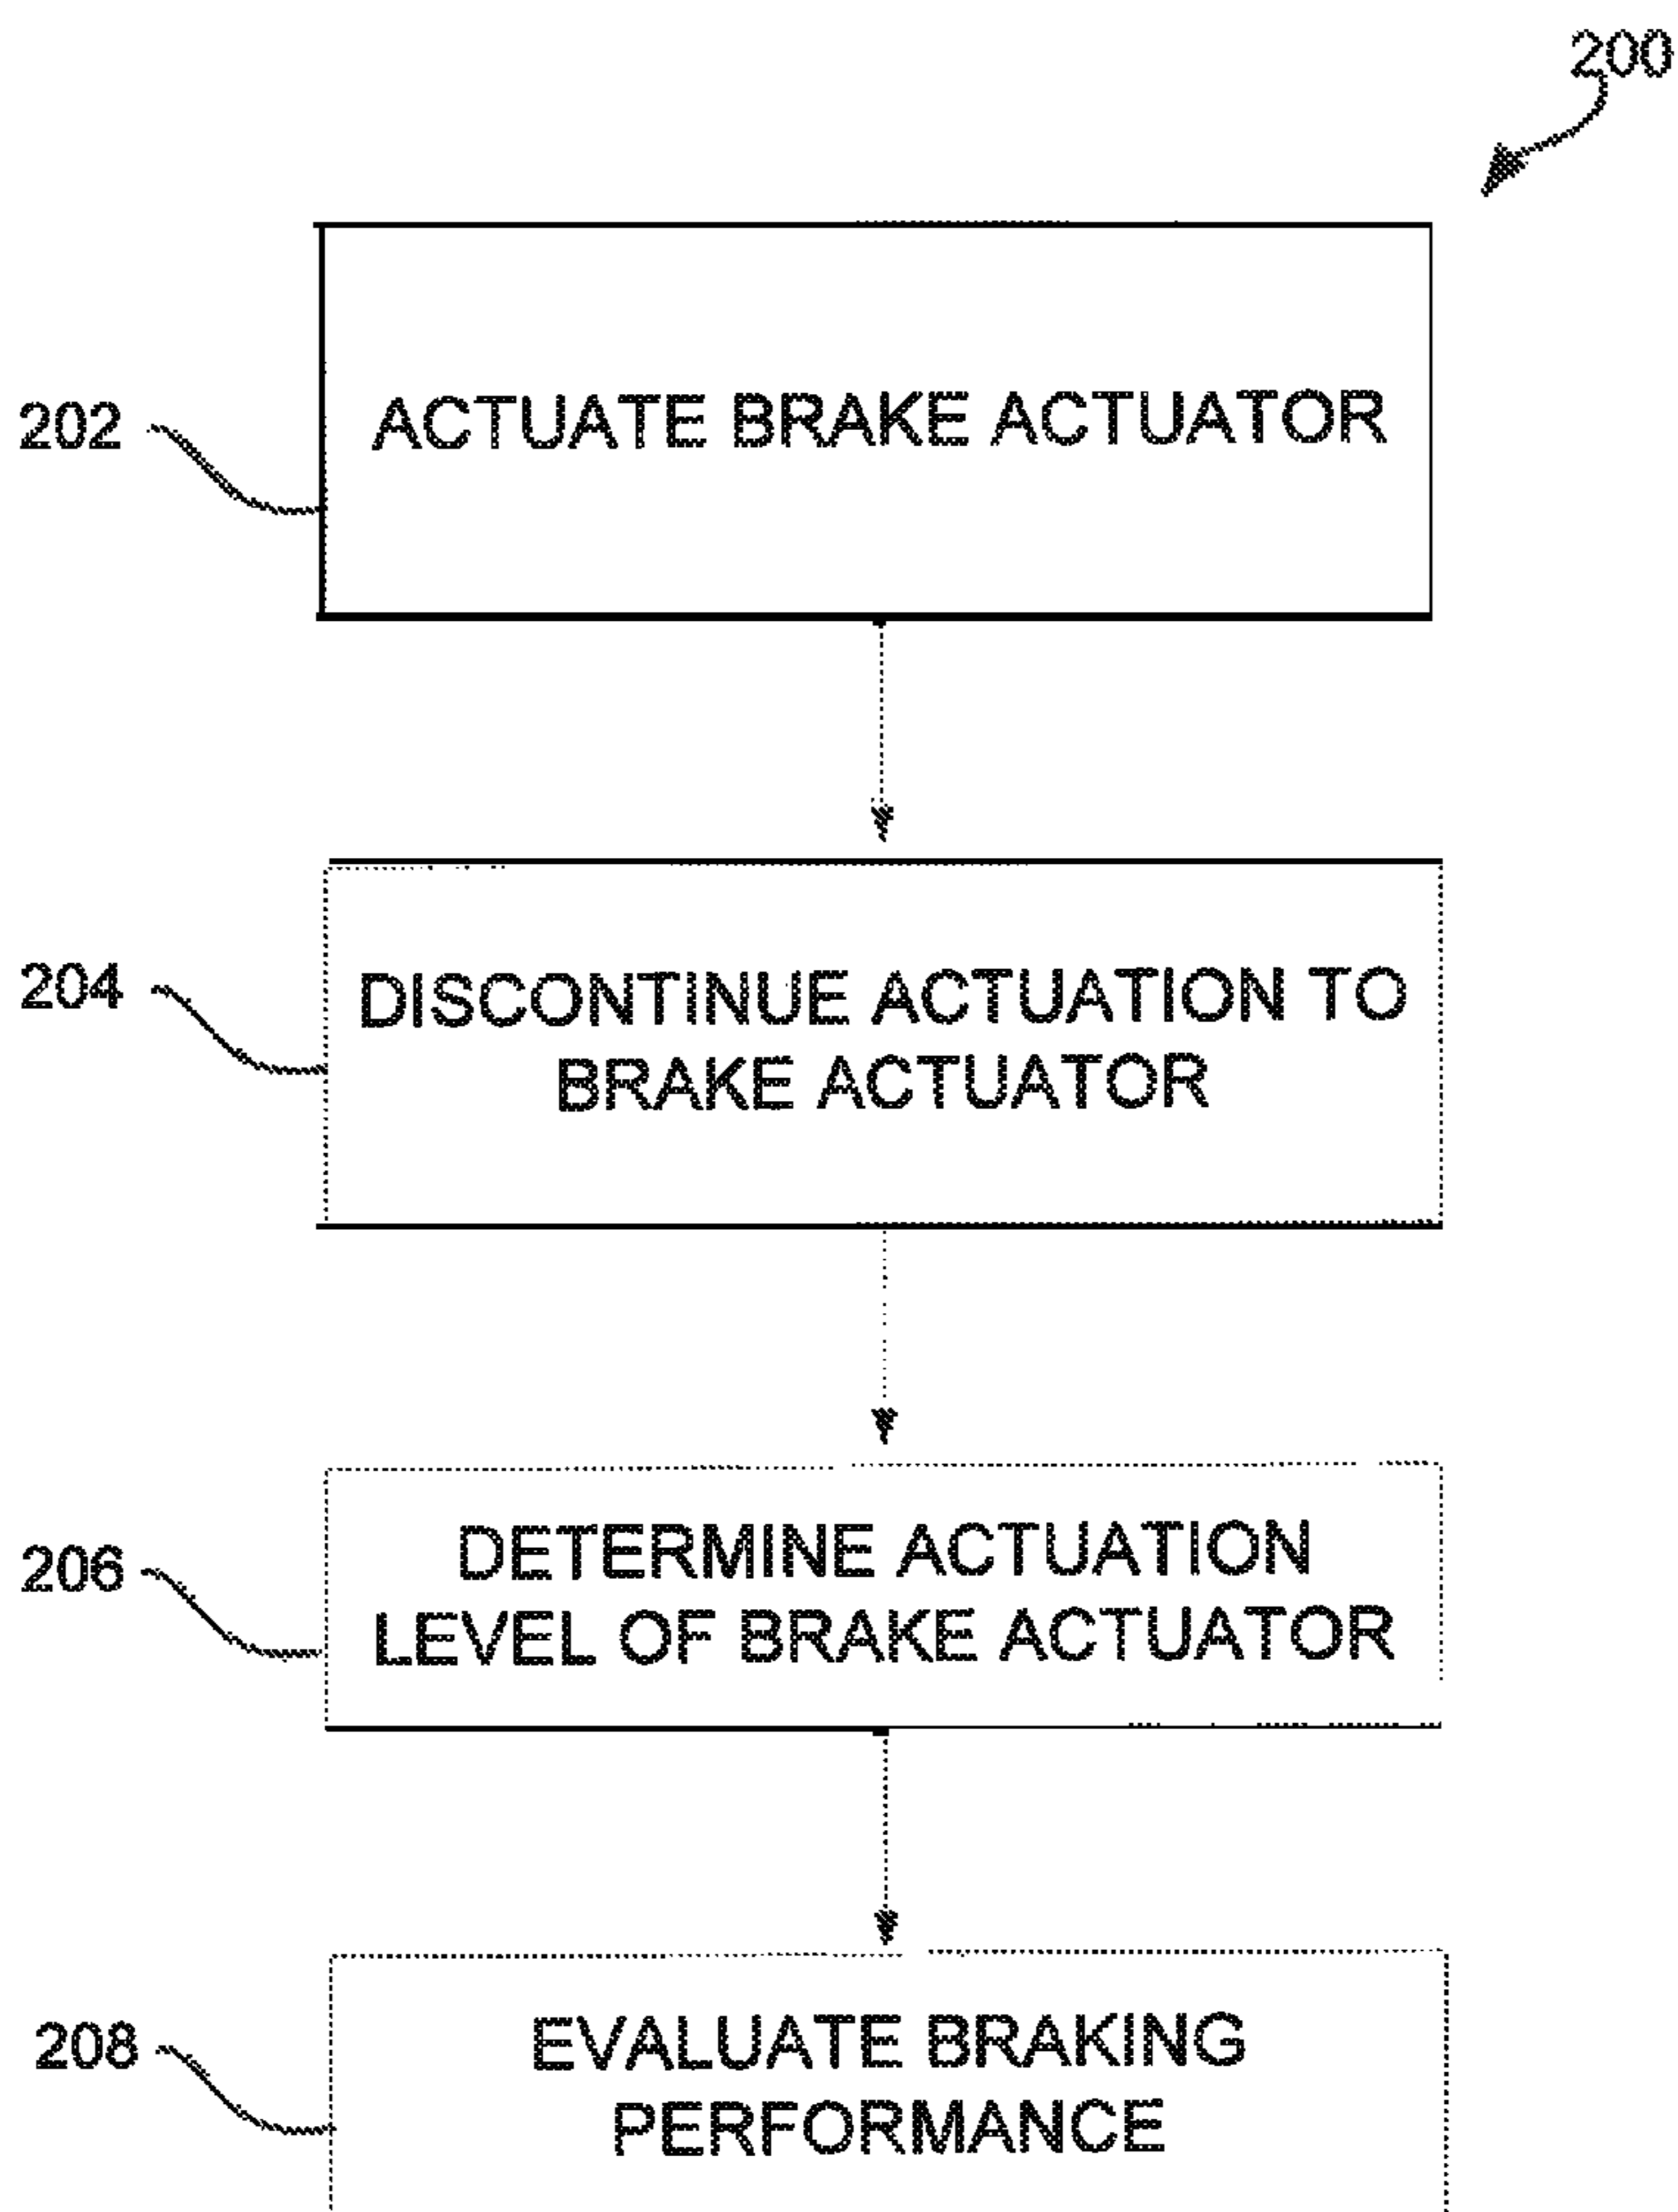 200
202
ACTUATE BRAKE ACTUATOR
204
DISCONTINUE ACTUATION TO
BRAKE ACTUATOR
206
DETERMINE ACTUATION
LEVEL OF BRAKE ACTUATOR
208
EVALUATE BRAKING
PERFORMANCE